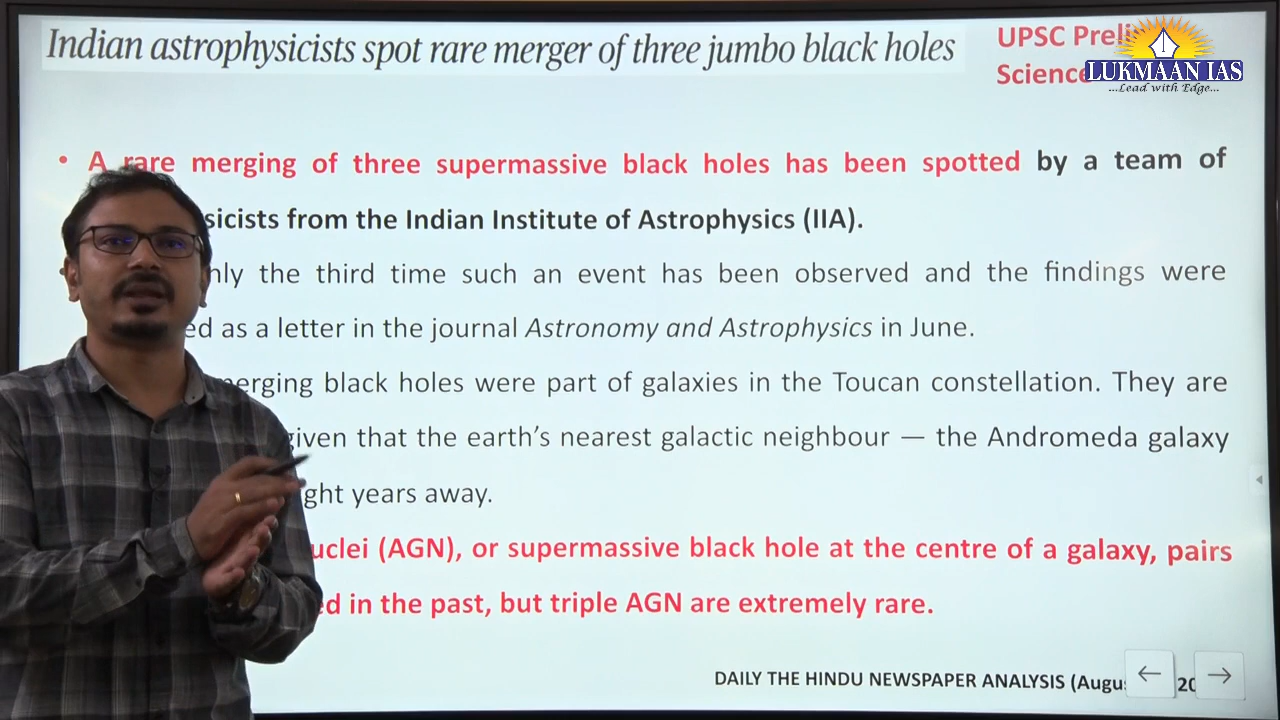 Indian astrophysicists spot rare merger of three jumbo black holes
UPSC
Science
LUKMAAN IAS
...Lead with Edge...
• A rare merging of three supermassive black holes has been spotted by a team of
sicists from the Indian Institute of Astrophysics (IIA).
nly the third time such an event has been observed and the findings were
ed as a letter in the journal Astronomy and Astrophysics in June.
merging black holes were part of galaxies in the Toucan constellation. They are
given that the earth's nearest galactic neighbour — the Andromeda galaxy
ght years away.
uclei (AGN), or supermassive black hole at the centre of a galaxy, pairs
ed in the past, but triple AGN are extremely rare.
DAILY THE HINDU NEWSPAPER ANALYSIS (Augu